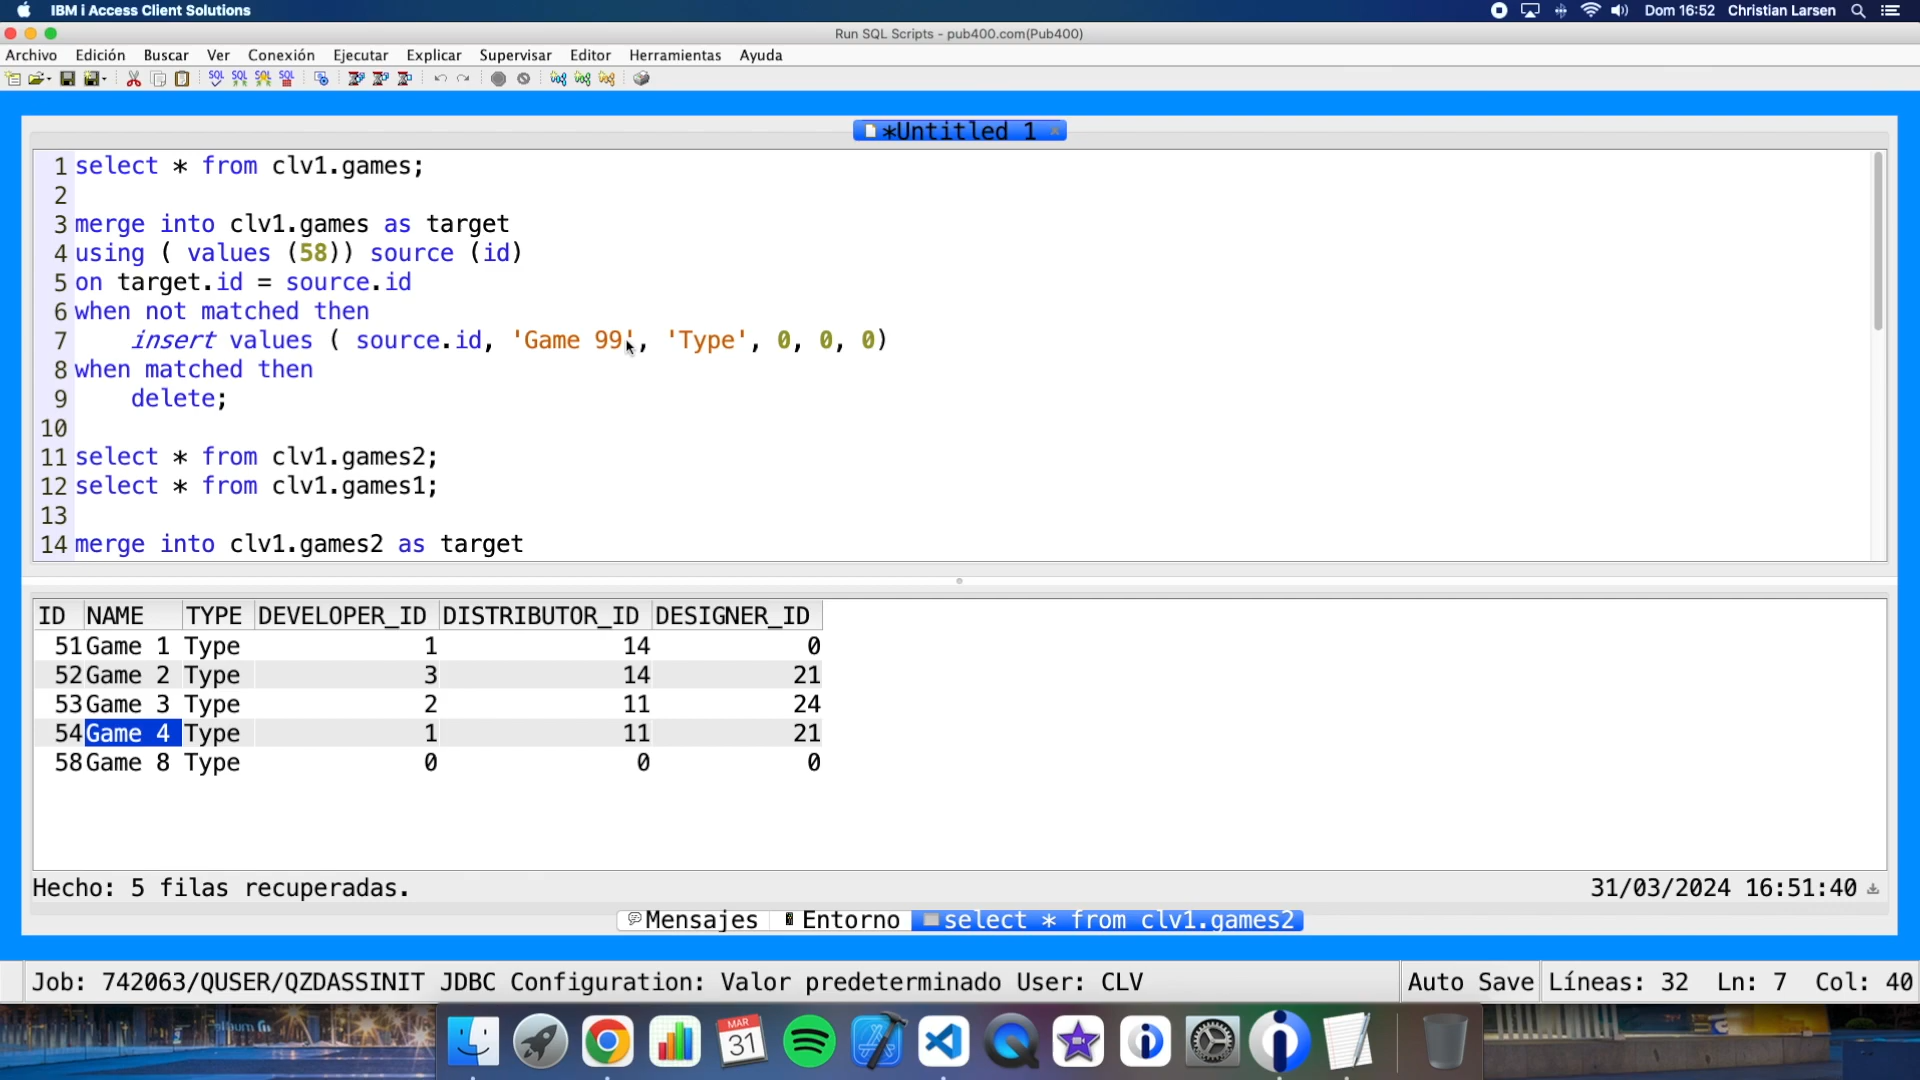 IBM i Access Client Solutions
Dom 16:52 Christian Larsen
Run SQL Scripts - pub400.com(Pub400)
Archivo Edición Buscar Ver Conexión Ejecutar Explicar Supervisar Editor Herramientas Ayuda
SQL SQL SQL SQL
*Untitled 1
1 select * from clv1.games;
2
3 merge into clv1.games as target
4 using ( values (58)) source (id)
5 on target.id = source.id
6 when not matched then
7 insert values ( source.id, 'Game 99', 'Type', 0, 0, 0)
8 when matched then
9 delete;
10
11 select * from clv1.games2;
12 select * from clv1.games1;
13
14 merge into clv1.games2 as target
ID NAME TYPE DEVELOPER_ID DISTRIBUTOR_ID DESIGNER_ID
51 Game 1 Type 1 14 0
52 Game 2 Type 3 14 21
53 Game 3 Type 2 11 24
54 Game 4 Type 1 11 21
58 Game 8 Type 0 0 0
Hecho: 5 filas recuperadas.
31/03/2024 16:51:40
Mensajes Entorno select * from clv1.games2
Job: 742063/QUSER/QZDASSINIT JDBC Configuration: Valor predeterminado User: CLV
Auto Save Líneas: 32 Ln: 7 Col: 40
MAR
31